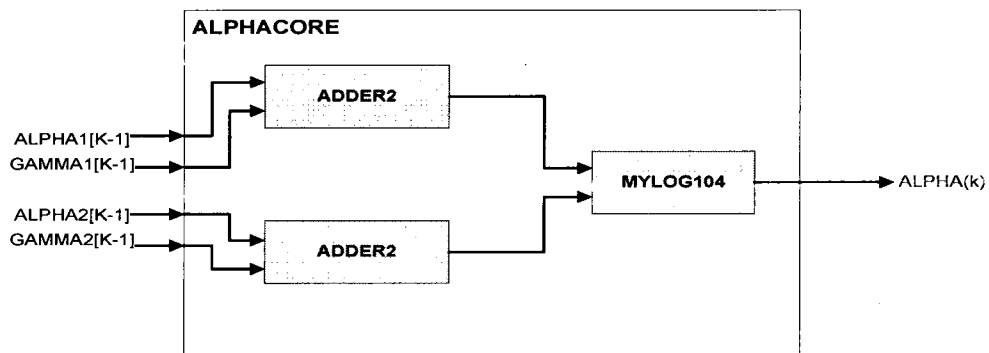 ALPHACORE
ADDER2
ALPHA1[K-1]
GAMMA1[K-1]
MYLOG104
ALPHA(k)
ALPHA2[K-1]
GAMMA2[K-1]
ADDER2